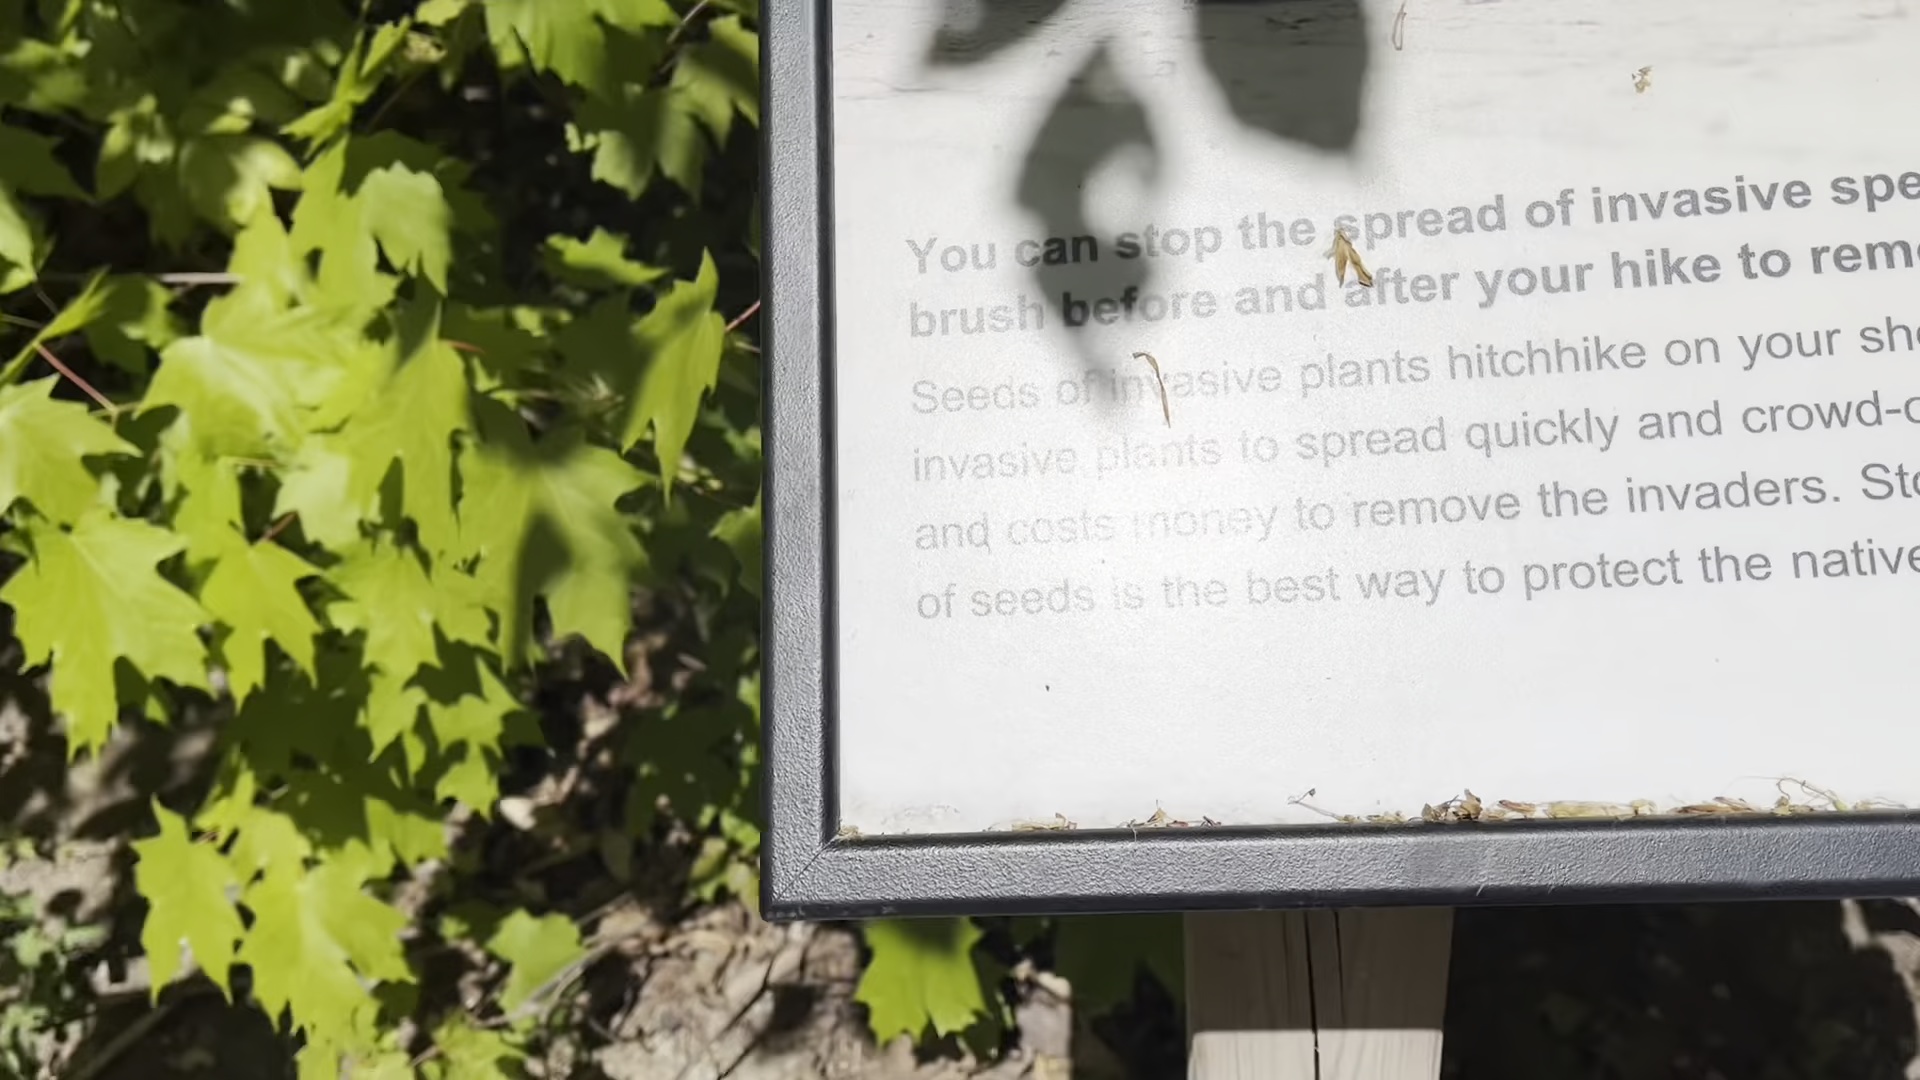 You can stop the spread of invasive spe
brush before and after your hike to rem
Seeds of invasive plants hitchhike on your sh
invasive plants to spread quickly and crowd-o
and costs money to remove the invaders. Sto
of seeds is the best way to protect the native